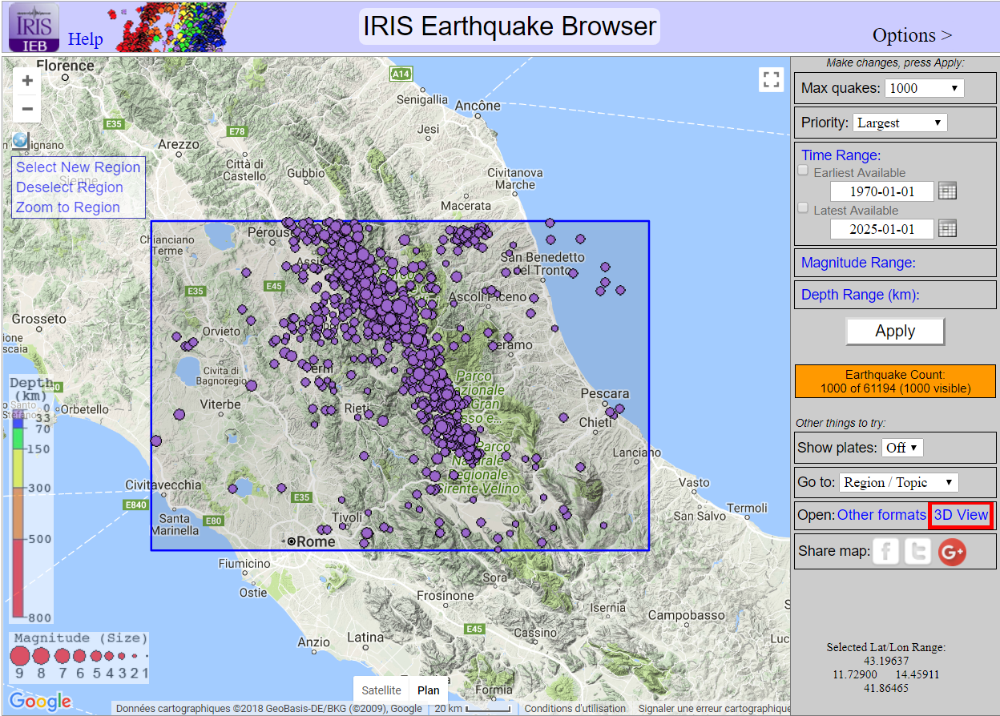 IRIS
IEB
Help
IRIS Earthquake Browser
Options >
Make changes, press Apply:
Max quakes: 1000
Priority: Largest
Time Range:
Earliest Available
1970-01-01
Latest Available
2025-01-01
Magnitude Range:
Depth Range (km):
Apply
Earthquake Count:
1000 of 61194 (1000 visible)
Other things to try:
Show plates: Off
Go to: Region / Topic
Open: Other formats 3D View
Share map: f t G+
Selected Lat/Lon Range:
43.19637
11.72900 14.45911
41.86465
+
−
Select New Region
Deselect Region
Zoom to Region
Florence
A14
Senigallia
Ancône
E35
E78
Jesi
Arezzo
Città di
Castello
Gubbio
Civitanova
Marche
Macerata
Sienne
Chianciano
Terme
San Benedetto
del Tronto
E35
E45
Ascoli Piceno
Grosseto
Orvieto
Civita di
Bagnoregio
Viterbe
Rieti
Parco
Orbetello
Pescara
Chieti
Parco
Naturale
Regionale
Sirente Velino
Lanciano
Civitavecchia
E840
Santa
Marinella
E80
E35
Tivoli
Rome
Vasto
San Salvo
Termoli
Fiumicino
Ostie
Sora
Frosinone
Isernia
Campobasso
E45
Cassino
Anzio
Latina
Formia
Depth
(km)
0
33
70
150
300
500
800
Magnitude (Size)
9 8 7 6 5 4 3 2 1
Satellite Plan
Google
Données cartographiques ©2018 GeoBasis-DE/BKG (©2009), Google 20 km Conditions d'utilisation Signaler une erreur cartographique